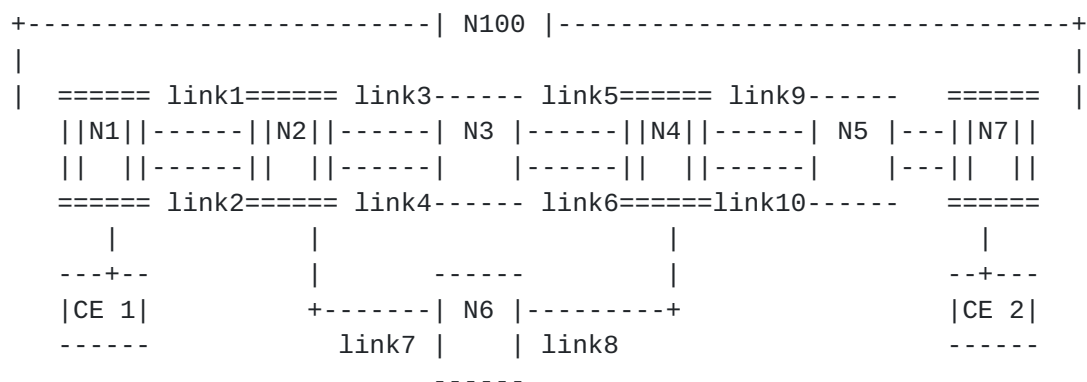 +---------------------------| N100 |----------------------------------+
|                                                                      |
|  ====== link1====== link3------ link5====== link9------   ======  |
   ||N1||------||N2||------| N3 |------||N4||------| N5 |---||N7||
   ||  ||------||  ||------|    |------||  ||------|    |---||  ||
   ====== link2====== link4------ link6======link10------   ======
      |             |                       |                    |
   ---+--           |       ------          |                  --+---
   |CE 1|           +-------| N6 |---------+                  |CE 2|
   ------             link7 |    | link8                      ------
                            ------